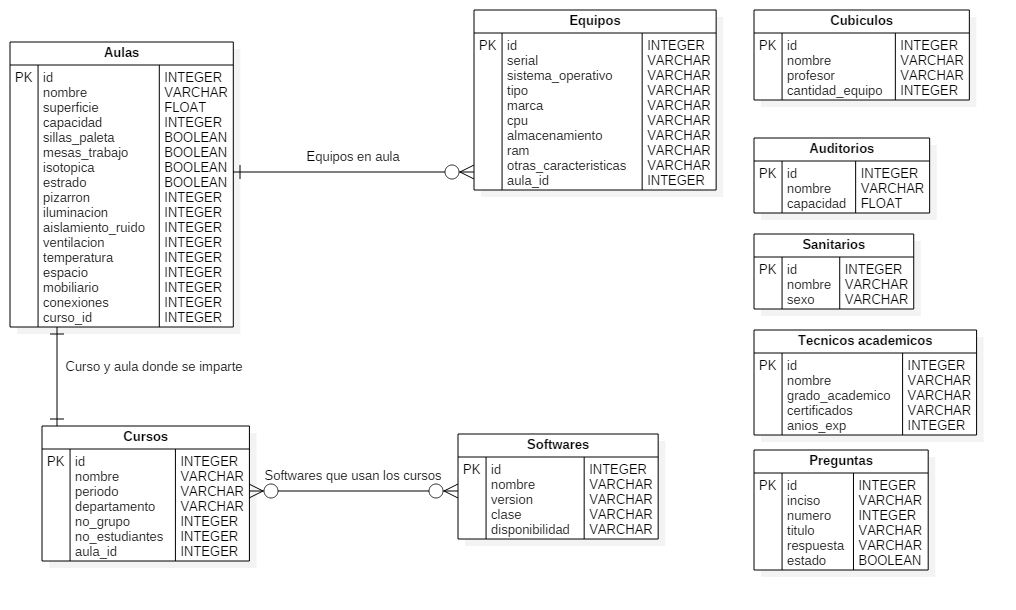 Aulas
PK id INTEGER
nombre VARCHAR
superficie FLOAT
capacidad INTEGER
sillas_paleta BOOLEAN
mesas_trabajo BOOLEAN
isotopica BOOLEAN
estrado BOOLEAN
pizarron INTEGER
iluminacion INTEGER
aislamiento_ruido INTEGER
ventilacion INTEGER
temperatura INTEGER
espacio INTEGER
mobiliario INTEGER
conexiones INTEGER
curso_id INTEGER
Equipos en aula
Equipos
PK id INTEGER
serial VARCHAR
sistema_operativo VARCHAR
tipo VARCHAR
marca VARCHAR
cpu VARCHAR
almacenamiento VARCHAR
ram VARCHAR
otras_caracteristicas VARCHAR
aula_id INTEGER
Curso y aula donde se imparte
Cursos
PK id INTEGER
nombre VARCHAR
periodo VARCHAR
departamento VARCHAR
no_grupo INTEGER
no_estudiantes INTEGER
aula_id INTEGER
Softwares que usan los cursos
Softwares
PK id INTEGER
nombre VARCHAR
version VARCHAR
clase VARCHAR
disponibilidad VARCHAR
Cubiculos
PK id INTEGER
nombre VARCHAR
profesor VARCHAR
cantidad_equipo INTEGER
Auditorios
PK id INTEGER
nombre VARCHAR
capacidad FLOAT
Sanitarios
PK id INTEGER
nombre VARCHAR
sexo VARCHAR
Tecnicos academicos
PK id INTEGER
nombre VARCHAR
grado_academico VARCHAR
certificados VARCHAR
anios_exp INTEGER
Preguntas
PK id INTEGER
inciso VARCHAR
numero INTEGER
titulo VARCHAR
respuesta VARCHAR
estado BOOLEAN